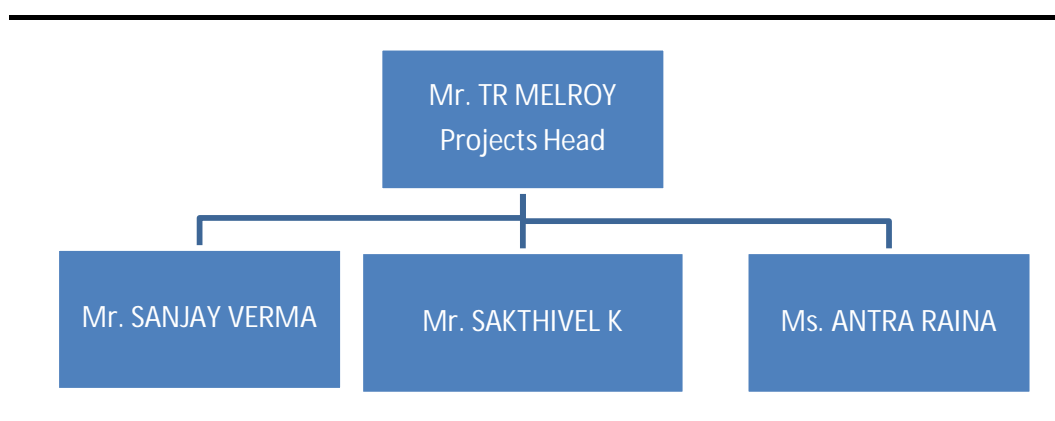 Mr. TR MELROY
Projects Head
Mr. SANJAY VERMA
Mr. SAKTHIVEL K
Ms. ANTRA RAINA